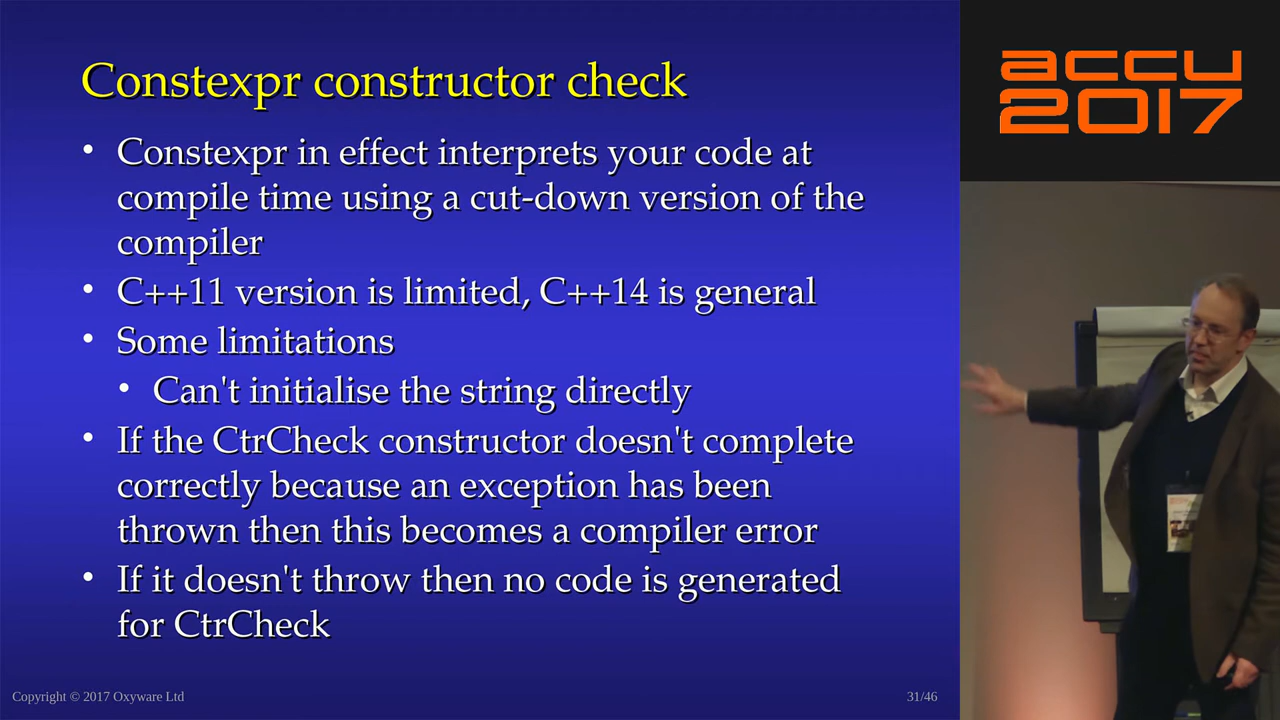 Constexpr constructor check
• Constexpr in effect interprets your code at
compile time using a cut-down version of the
compiler
• C++11 version is limited, C++14 is general
• Some limitations
• Can't initialise the string directly
• If the CtrCheck constructor doesn't complete
correctly because an exception has been
thrown then this becomes a compiler error
• If it doesn't throw then no code is generated
for CtrCheck
Copyright © 2017 Oxyware Ltd
31/46
accu
2017